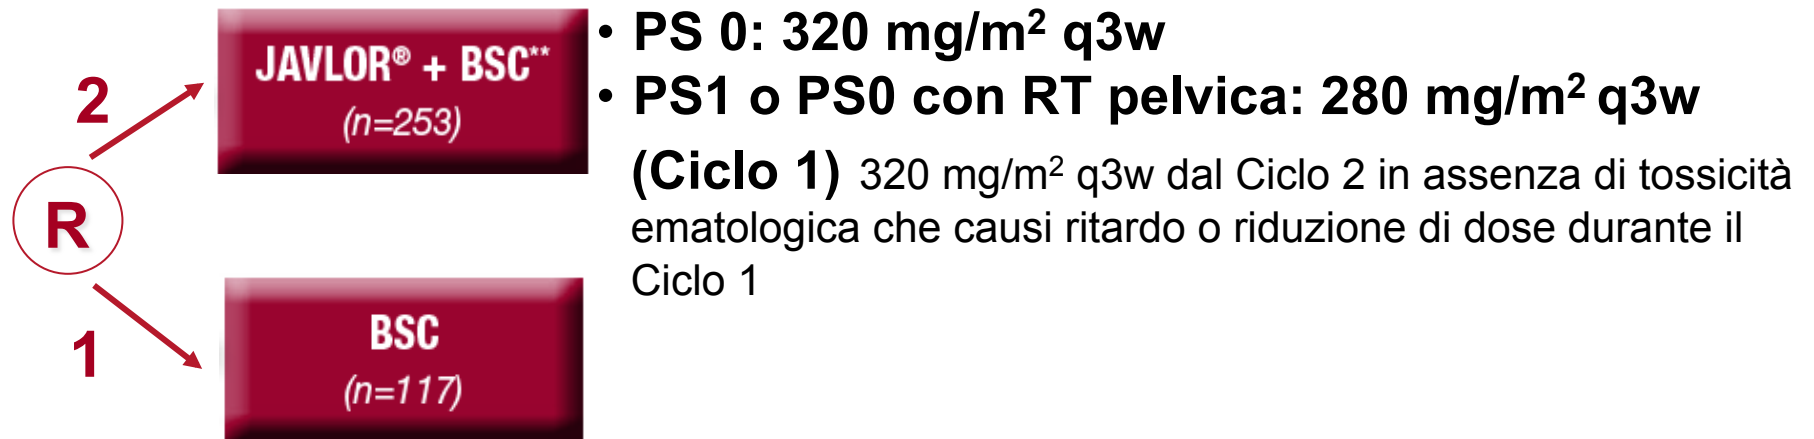 2
R
1
JAVLOR® + BSC**
(n=253)
BSC
(n=117)
• PS 0: 320 mg/m² q3w
• PS1 o PS0 con RT pelvica: 280 mg/m² q3w
(Ciclo 1) 320 mg/m² q3w dal Ciclo 2 in assenza di tossicità
ematologica che causi ritardo o riduzione di dose durante il
Ciclo 1